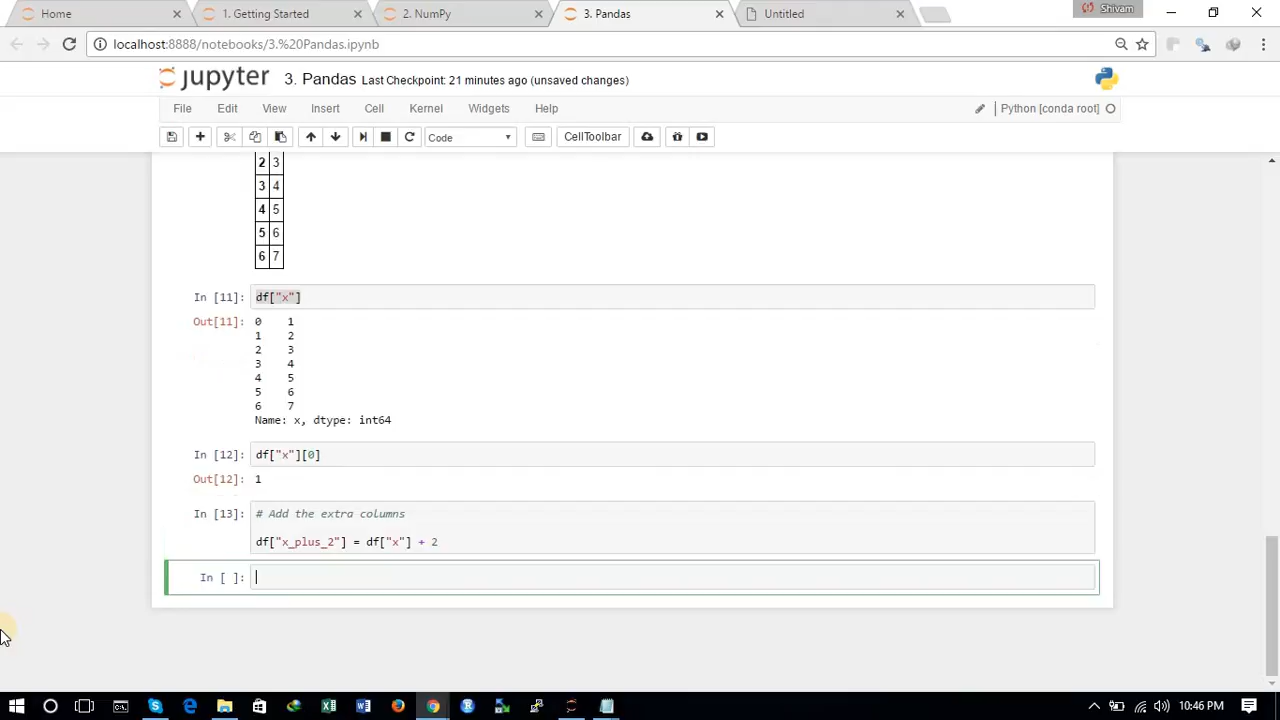 Home
1. Getting Started
2. NumPy
3. Pandas
Untitled
Shivam
localhost:8888/notebooks/3.%20Pandas.ipynb
jupyter 3. Pandas Last Checkpoint: 21 minutes ago (unsaved changes)
File Edit View Insert Cell Kernel Widgets Help Python [conda root]
Code CellToolbar
2 3
3 4
4 5
5 6
6 7
In [11]: df["x"]
Out[11]: 0 1
1 2
2 3
3 4
4 5
5 6
6 7
Name: x, dtype: int64
In [12]: df["x"][0]
Out[12]: 1
In [13]: # Add the extra columns
df["x_plus_2"] = df["x"] + 2
In [ ]:
10:46 PM